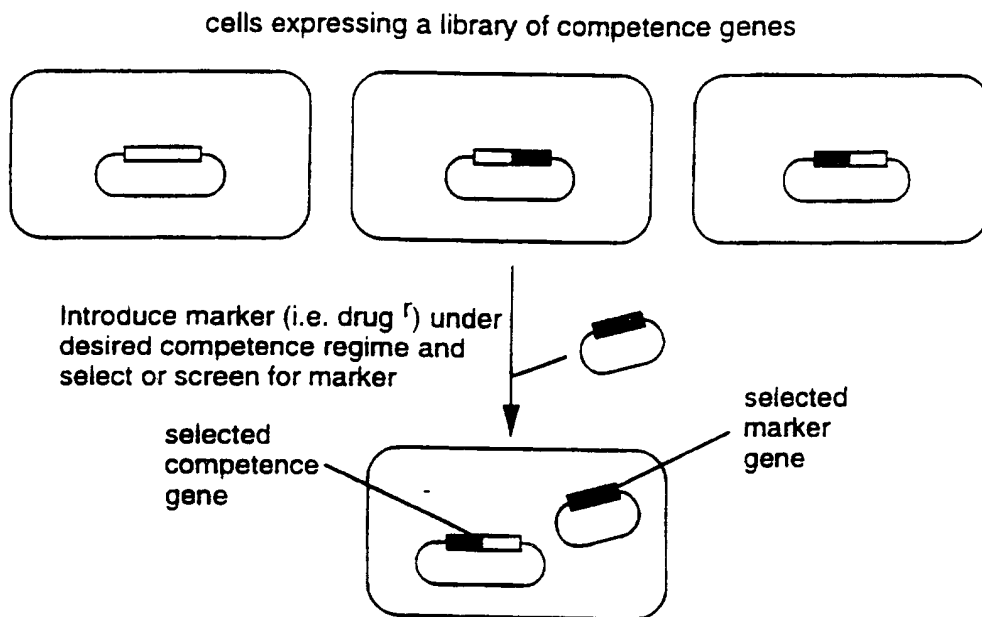 cells expressing a library of competence genes
Introduce marker (i.e. drug r) under
desired competence regime and
select or screen for marker
selected
competence
gene
selected
marker
gene